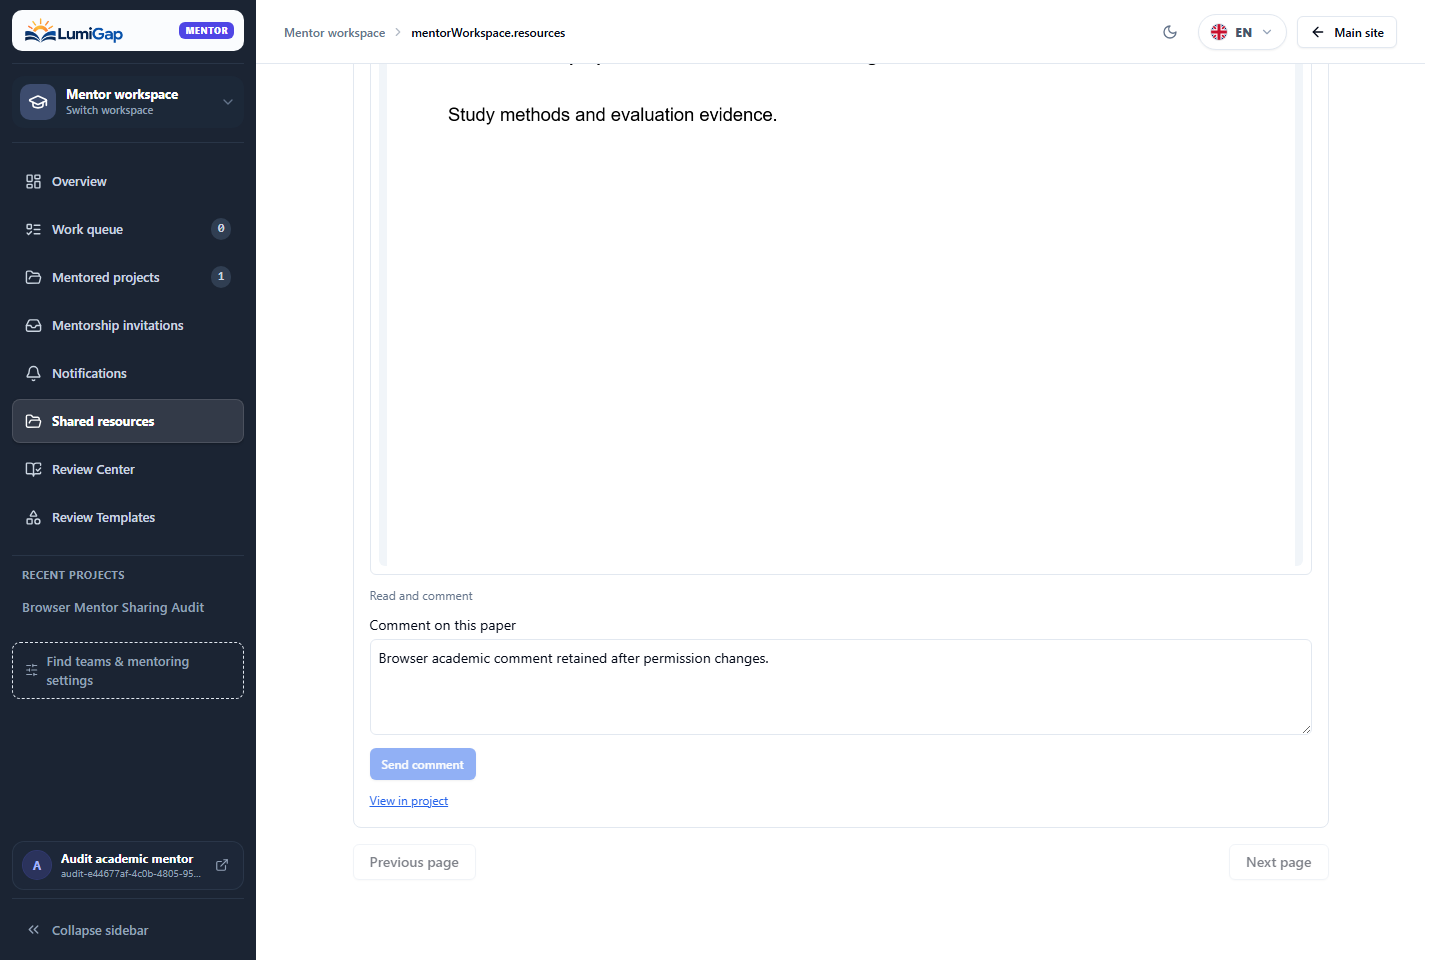 LumiGap
MENTOR
Mentor workspace
Switch workspace
Overview
Work queue
0
Mentored projects
1
Mentorship invitations
Notifications
Shared resources
Review Center
Review Templates
RECENT PROJECTS
Browser Mentor Sharing Audit
Find teams & mentoring
settings
A
Audit academic mentor
audit-e44677af-4c0b-4805-95...
Collapse sidebar
Mentor workspace
mentorWorkspace.resources
EN
Main site
Study methods and evaluation evidence.
Read and comment
Comment on this paper
Browser academic comment retained after permission changes.
Send comment
View in project
Previous page
Next page